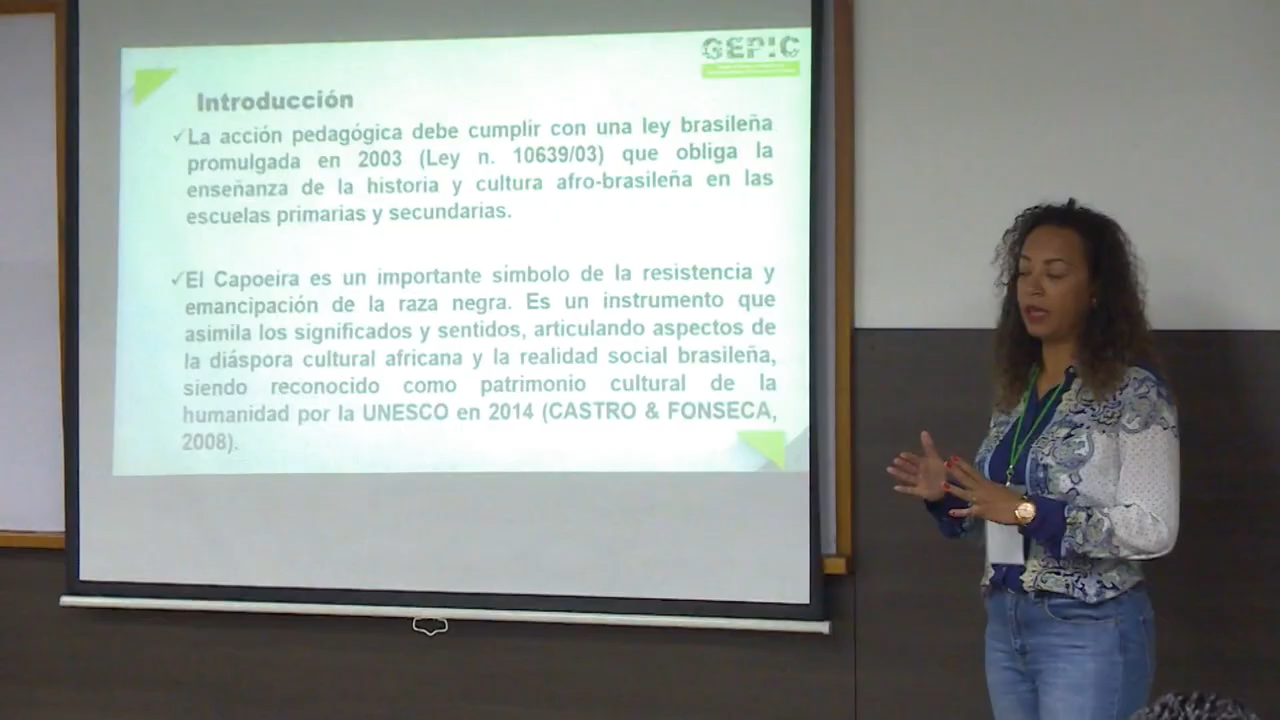 GEPIC
Introducción
✓La acción pedagógica debe cumplir con una ley brasileña
promulgada en 2003 (Ley n. 10639/03) que obliga la
enseñanza de la historia y cultura afro-brasileña en las
escuelas primarias y secundarias.
✓El Capoeira es un importante símbolo de la resistencia y
emancipación de la raza negra. Es un instrumento que
asimila los significados y sentidos, articulando aspectos de
la diáspora cultural africana y la realidad social brasileña,
siendo reconocido como patrimonio cultural de la
humanidad por la UNESCO en 2014 (CASTRO & FONSECA,
2008).